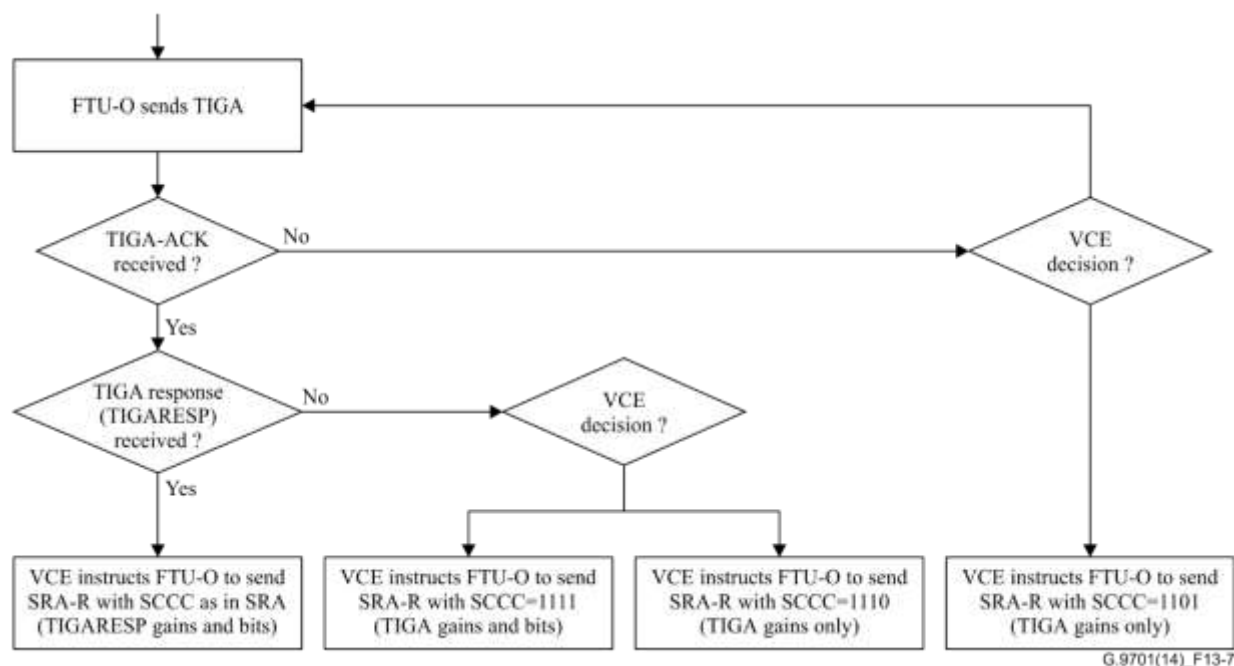 FTU-O sends TIGA
TIGA-ACK
received ?
No
VCE
decision ?
Yes
TIGA response
(TIGARESP)
received ?
No
VCE
decision ?
Yes
VCE instructs FTU-O to send
SRA-R with SCCC as in SRA
(TIGARESP gains and bits)
VCE instructs FTU-O to send
SRA-R with SCCC=1111
(TIGA gains and bits)
VCE instructs FTU-O to send
SRA-R with SCCC=1110
(TIGA gains only)
VCE instructs FTU-O to send
SRA-R with SCCC=1101
(TIGA gains only)
G.9701(14)_F13-7